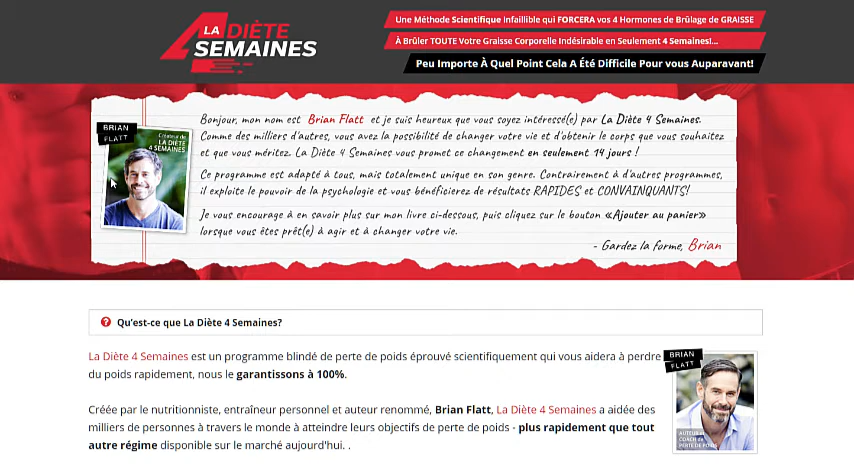 LA DIÈTE
4 SEMAINES
Une Méthode Scientifique Infaillible qui FORCERA vos 4 Hormones de Brûlage de GRAISSE
À Brûler TOUTE Votre Graisse Corporelle Indésirable en Seulement 4 Semaines!...
Peu Importe À Quel Point Cela A Été Difficile Pour vous Auparavant!
BRIAN
FLATT
Créateur de
LA DIÈTE
4 SEMAINES
Bonjour, mon nom est Brian Flatt et je suis heureux que vous soyez intéressé(e) par La Diète 4 Semaines.
Comme des milliers d'autres, vous avez la possibilité de changer votre vie et d'obtenir le corps que vous souhaitez
et que vous méritez. La Diète 4 Semaines vous promet ce changement en seulement 14 jours !
Ce programme est adapté à tous, mais totalement unique en son genre. Contrairement à d'autres programmes,
il exploite le pouvoir de la psychologie et vous bénéficierez de résultats RAPIDES et CONVAINQUANTS!
Je vous encourage à en savoir plus sur mon livre ci-dessous, puis cliquez sur le bouton «Ajouter au panier»
lorsque vous êtes prêt(e) à agir et à changer votre vie.
- Gardez la forme, Brian
Qu'est-ce que La Diète 4 Semaines?
La Diète 4 Semaines est un programme blindé de perte de poids éprouvé scientifiquement qui vous aidera à perdre
du poids rapidement, nous le garantissons à 100%.
Créée par le nutritionniste, entraîneur personnel et auteur renommé, Brian Flatt, La Diète 4 Semaines a aidée des
milliers de personnes à travers le monde à atteindre leurs objectifs de perte de poids - plus rapidement que tout
autre régime disponible sur le marché aujourd'hui. .
BRIAN
FLATT
AUTEUR et
COACH de
PERTE DE POIDS